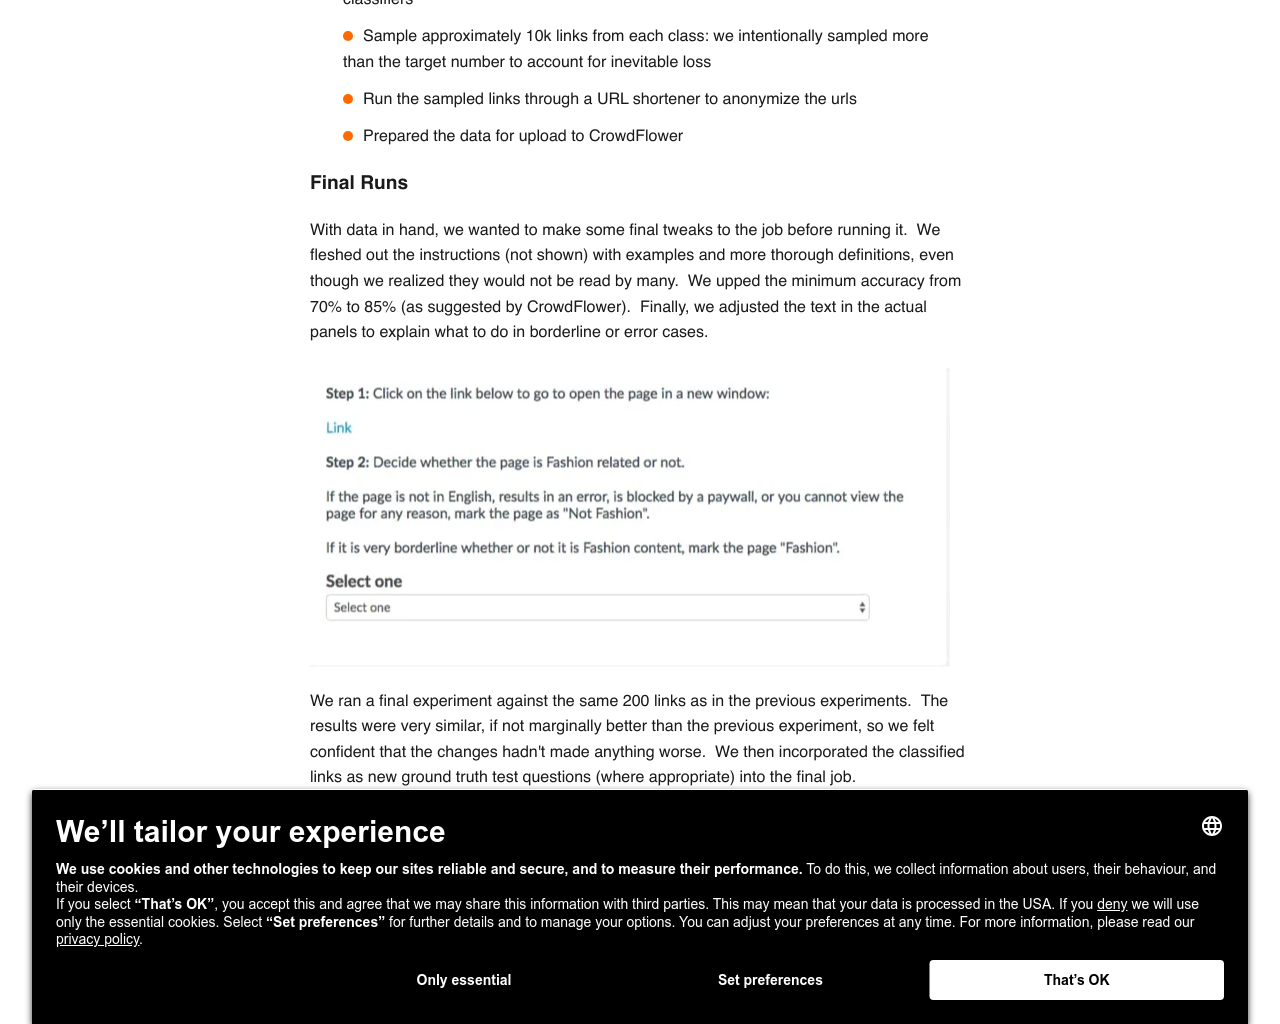 classifiers
Sample approximately 10k links from each class: we intentionally sampled more
than the target number to account for inevitable loss
Run the sampled links through a URL shortener to anonymize the urls
Prepared the data for upload to CrowdFlower
Final Runs
With data in hand, we wanted to make some final tweaks to the job before running it.  We
fleshed out the instructions (not shown) with examples and more thorough definitions, even
though we realized they would not be read by many.  We upped the minimum accuracy from
70% to 85% (as suggested by CrowdFlower).  Finally, we adjusted the text in the actual
panels to explain what to do in borderline or error cases.
Step 1: Click on the link below to go to open the page in a new window:
Link
Step 2: Decide whether the page is Fashion related or not.
If the page is not in English, results in an error, is blocked by a paywall, or you cannot view the
page for any reason, mark the page as "Not Fashion".
If it is very borderline whether or not it is Fashion content, mark the page "Fashion".
Select one
Select one
We ran a final experiment against the same 200 links as in the previous experiments.  The
results were very similar, if not marginally better than the previous experiment, so we felt
confident that the changes hadn't made anything worse.  We then incorporated the classified
links as new ground truth test questions (where appropriate) into the final job.
We’ll tailor your experience
We use cookies and other technologies to keep our sites reliable and secure, and to measure their performance. To do this, we collect information about users, their behaviour, and
their devices.
If you select “That’s OK”, you accept this and agree that we may share this information with third parties. This may mean that your data is processed in the USA. If you deny we will use
only the essential cookies. Select “Set preferences” for further details and to manage your options. You can adjust your preferences at any time. For more information, please read our
privacy policy.
Only essential
Set preferences
That’s OK